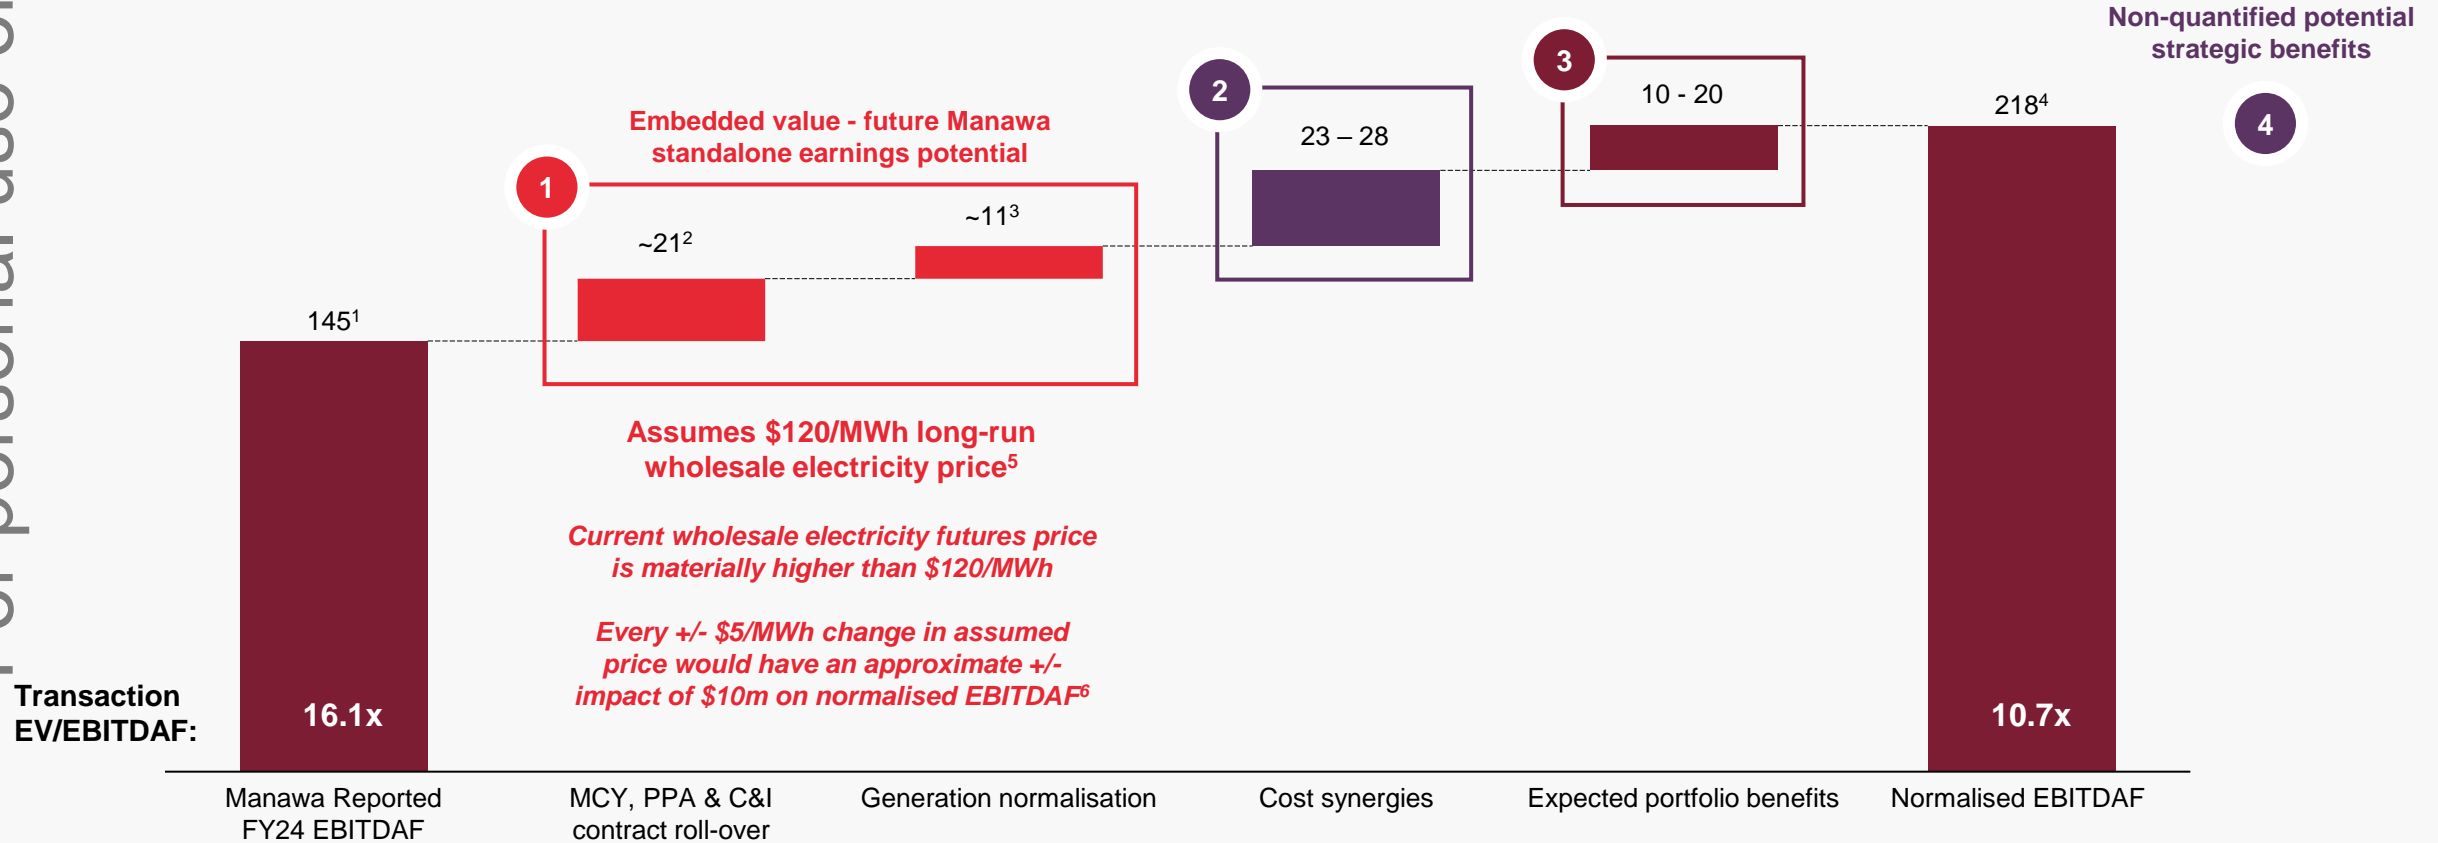 Non-quantified potential
strategic benefits
4
3
10 - 20
218⁴
2
23 – 28
Embedded value - future Manawa
standalone earnings potential
1
~21²
~11³
145¹
Assumes $120/MWh long-run
wholesale electricity price⁵
Current wholesale electricity futures price
is materially higher than $120/MWh
Every +/- $5/MWh change in assumed
price would have an approximate +/-
impact of $10m on normalised EBITDAF⁶
Transaction
EV/EBITDAF:
16.1x
10.7x
Manawa Reported
FY24 EBITDAF
MCY, PPA & C&I
contract roll-over
Generation normalisation
Cost synergies
Expected portfolio benefits
Normalised EBITDAF